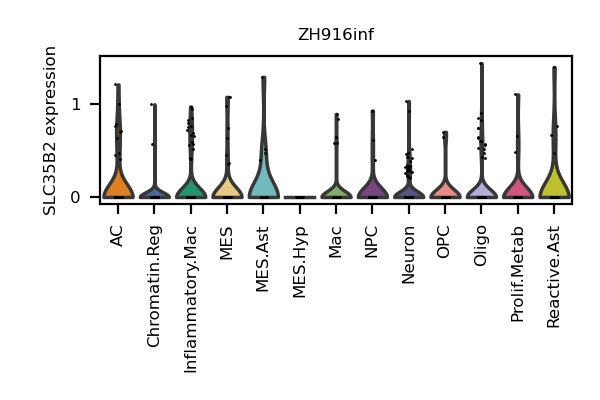 ZH916inf
SLC35B2 expression
1
0
AC
Chromatin.Reg
Inflammatory.Mac
MES
MES.Ast
MES.Hyp
Mac
NPC
Neuron
OPC
Oligo
Prolif.Metab
Reactive.Ast